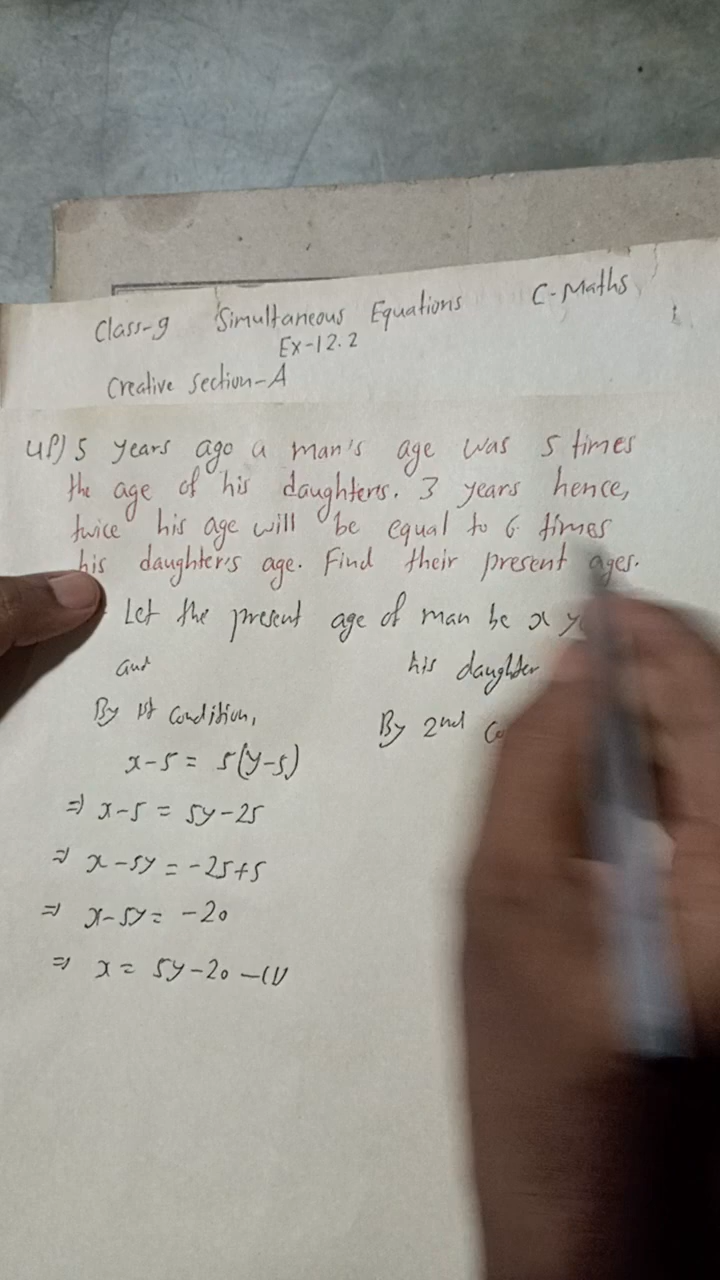 Class-9 Simultaneous Equations C-Maths
Ex-12.2
Creative Section-A
5 years ago a man's age was 5 times
the age of his daughters. 3 years hence,
twice his age will be equal to 6 times
his daughter's age. Find their present ages.
Let the present age of man be x y
and his daughter
By 1st Condition, By 2nd
x-5 = 5(y-5)
⇒ x-5 = 5y-25
⇒ x-5y = -25+5
⇒ x-5y = -20
⇒ x = 5y-20 -(1)